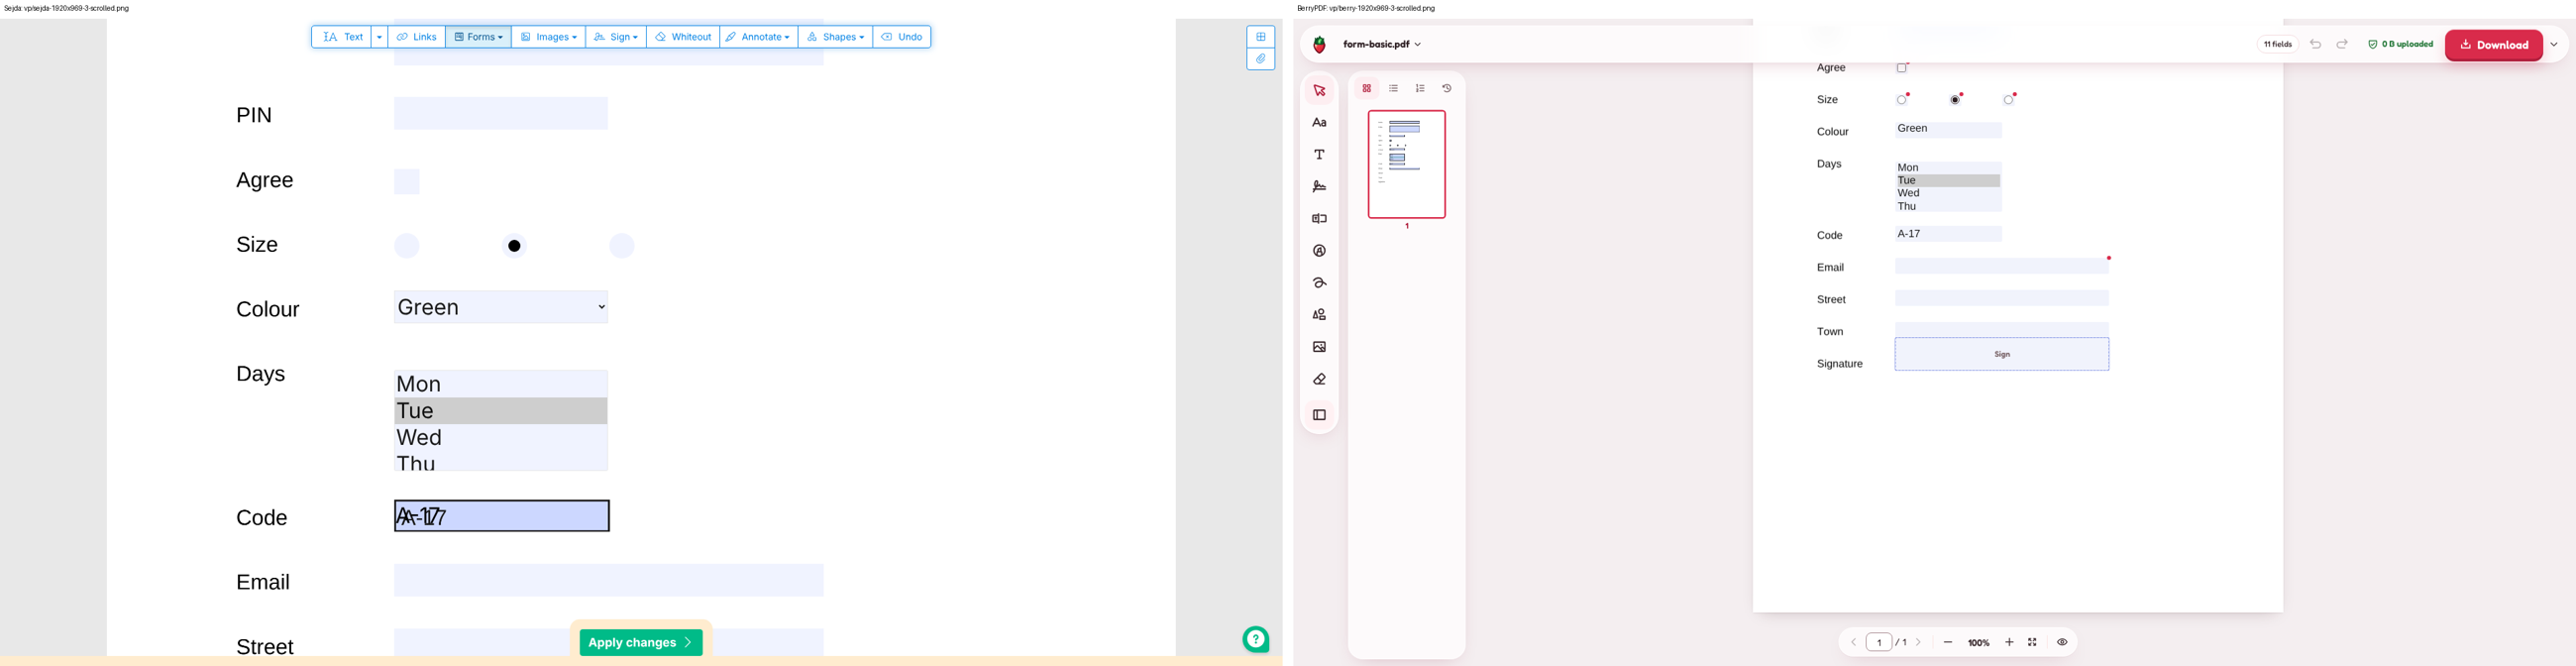 Sejda: vp/sejda-1920x969-3-scrolled.png
Text
Links
Forms
Images
Sign
Whiteout
Annotate
Shapes
Undo
PIN
Agree
Size
Colour
Green
Days
Mon
Tue
Wed
Thu
Code
A-17
Email
Street
Apply changes
?
BerryPDF: vp/berry-1920x969-3-scrolled.png
form-basic.pdf
11 fields
0 B uploaded
Download
Aa
T
1
Agree
Size
Colour
Green
Days
Mon
Tue
Wed
Thu
Code
A-17
Email
Street
Town
Signature
Sign
1 / 1
100%